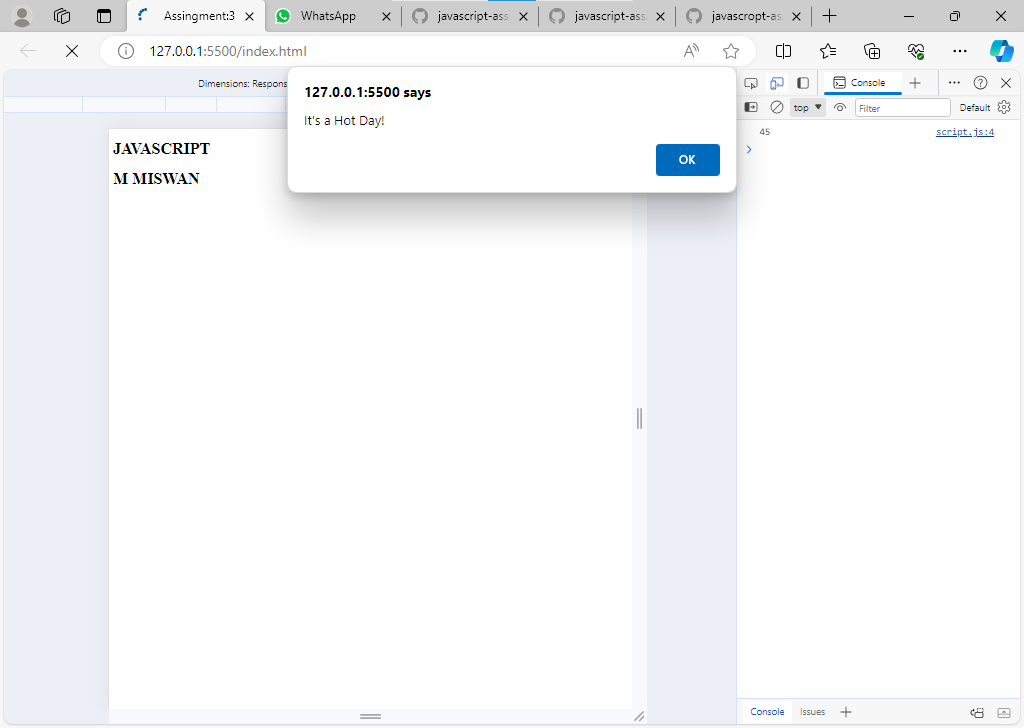 Assingment:3
WhatsApp
javascript-ass
javascript-ass
javascropt-as
127.0.0.1:5500/index.html
Dimensions: Respons
127.0.0.1:5500 says
It's a Hot Day!
OK
JAVASCRIPT
M MISWAN
Console
top
Filter
Default
45
script.js:4
Console
Issues